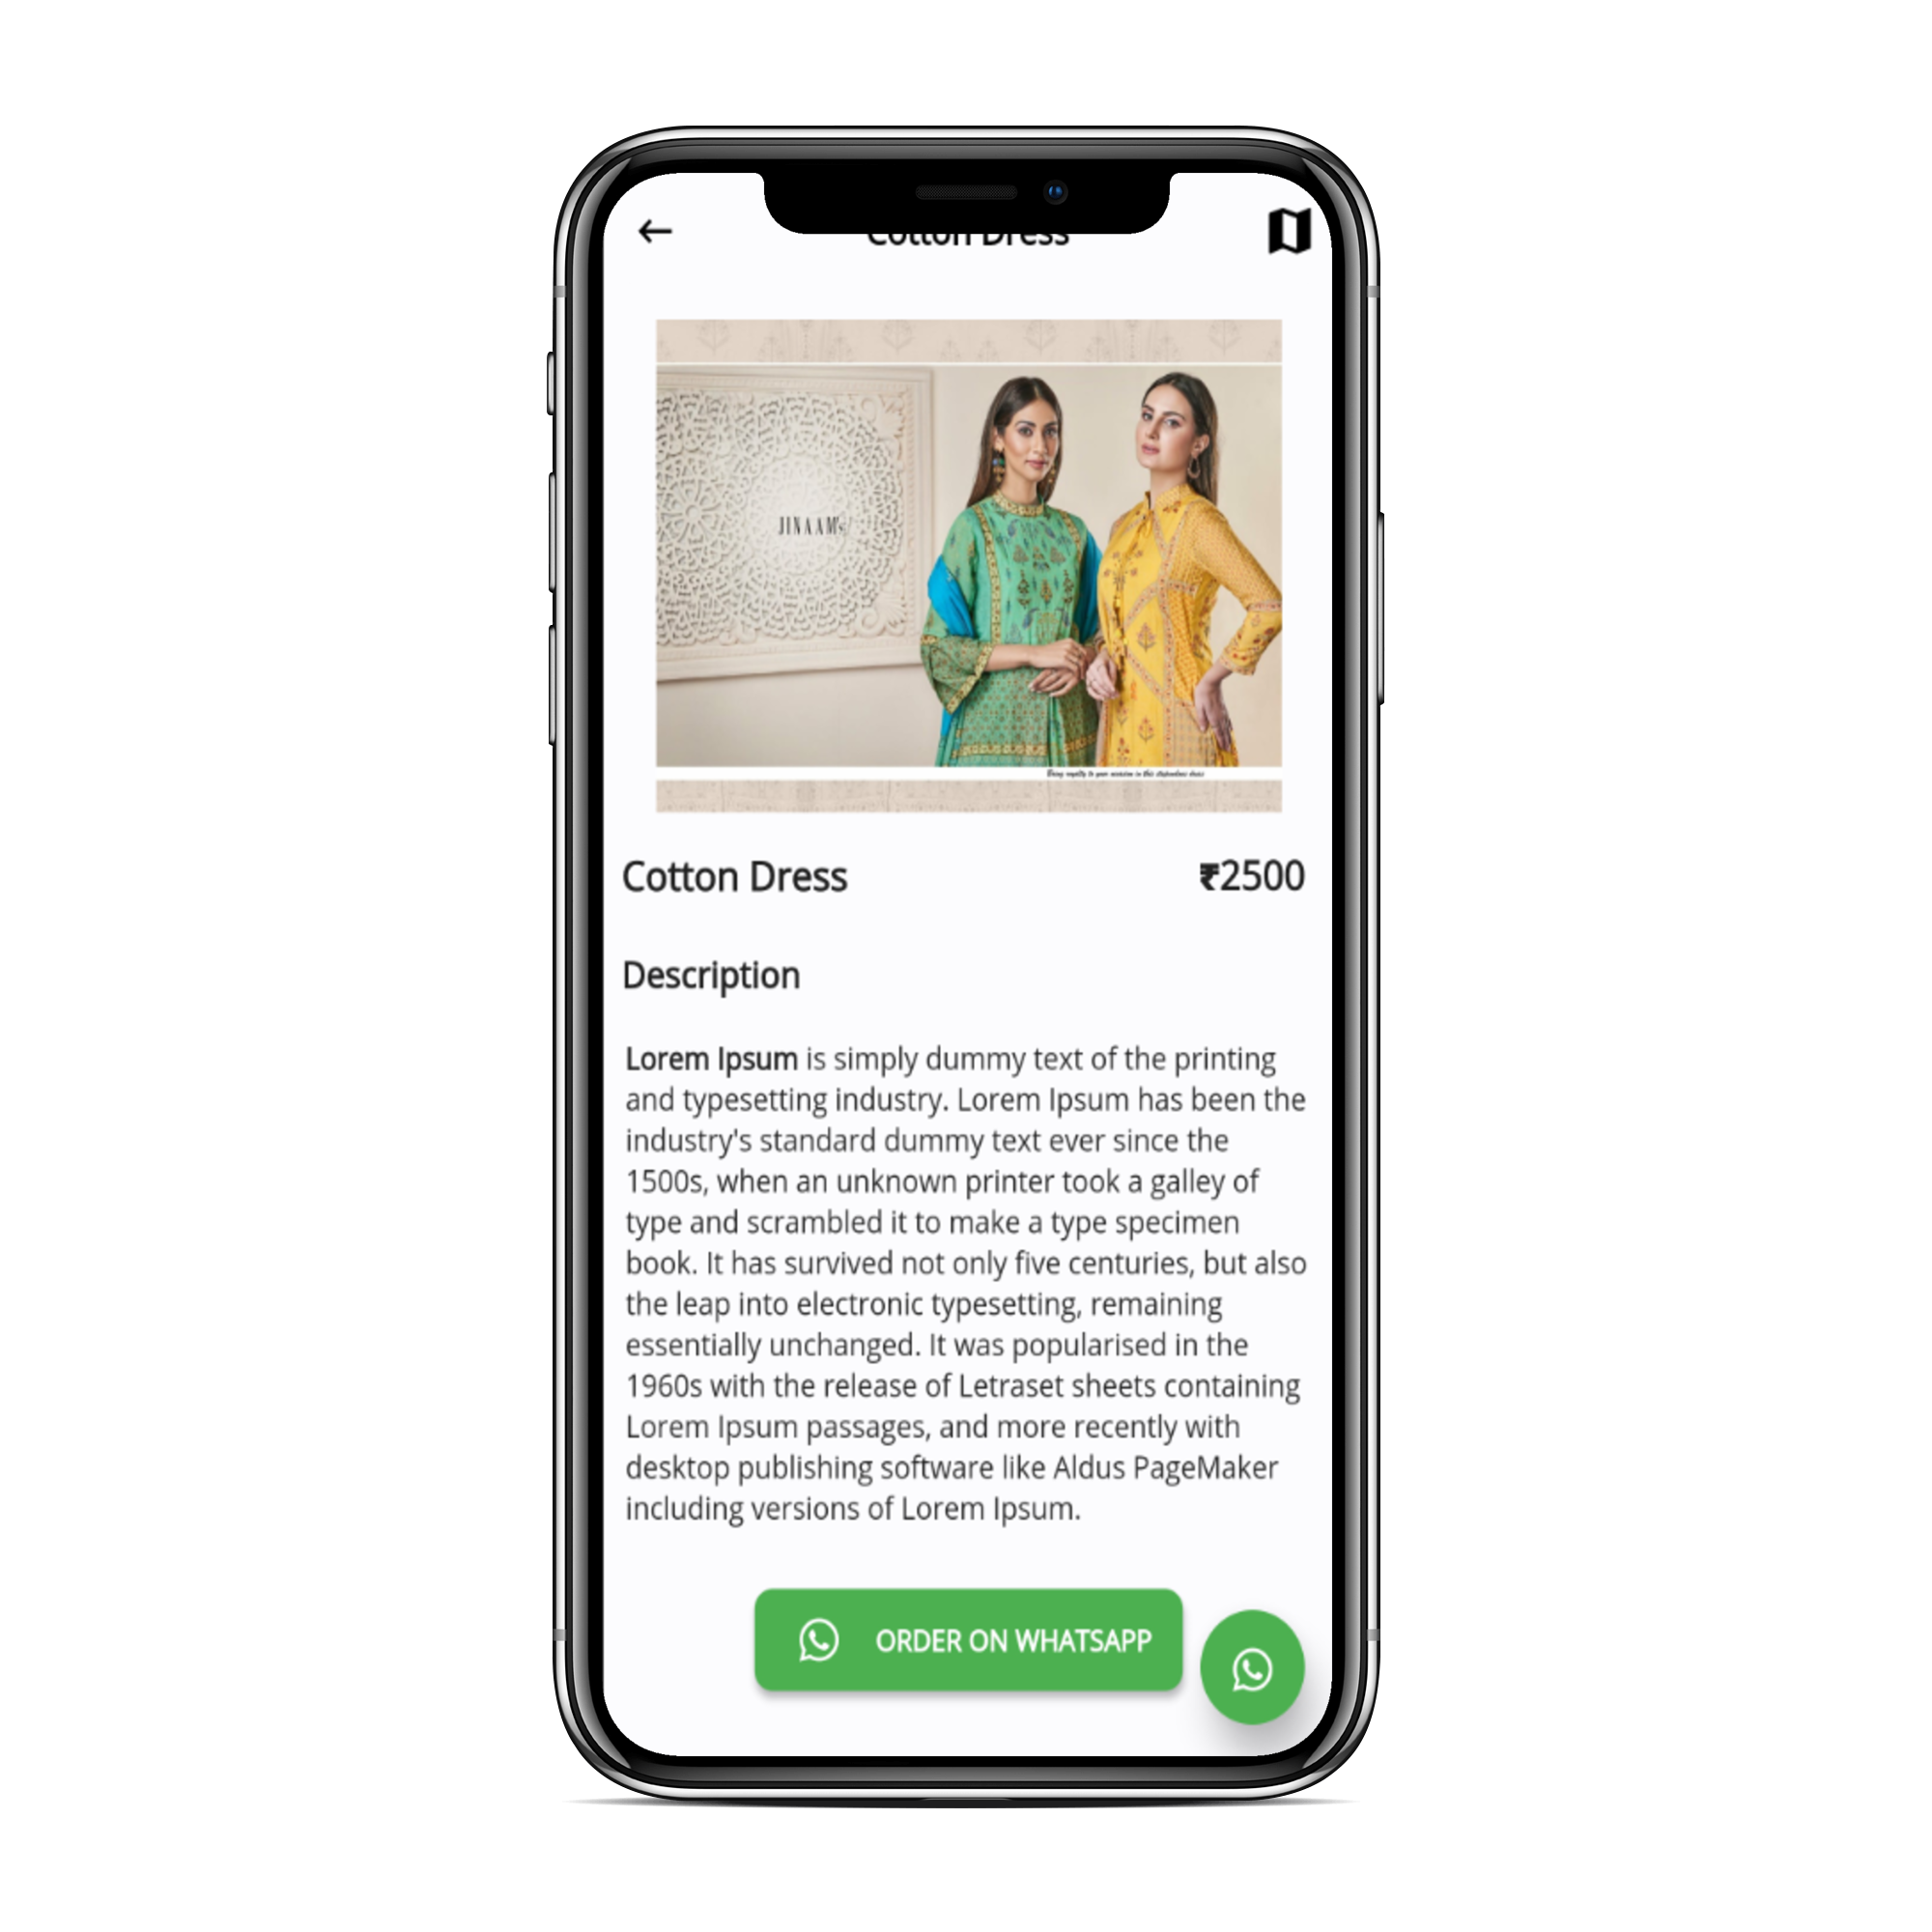 Cotton Dress
JINAAM's
Cotton Dress
₹2500
Description
Lorem Ipsum is simply dummy text of the printing
and typesetting industry. Lorem Ipsum has been the
industry's standard dummy text ever since the
1500s, when an unknown printer took a galley of
type and scrambled it to make a type specimen
book. It has survived not only five centuries, but also
the leap into electronic typesetting, remaining
essentially unchanged. It was popularised in the
1960s with the release of Letraset sheets containing
Lorem Ipsum passages, and more recently with
desktop publishing software like Aldus PageMaker
including versions of Lorem Ipsum.
ORDER ON WHATSAPP